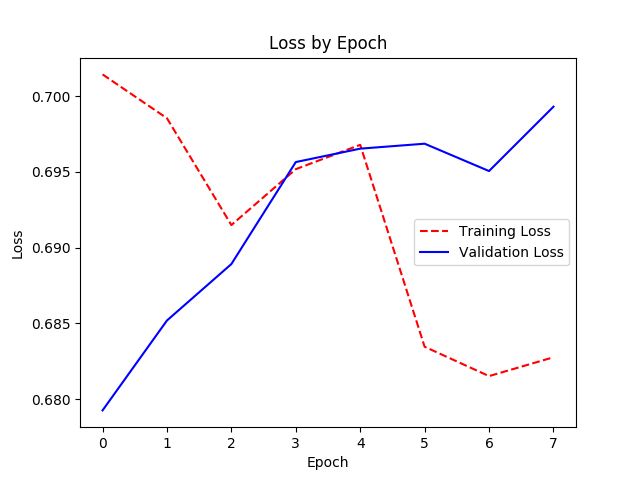 Loss by Epoch
0.700
0.695
0.690
0.685
0.680
Loss
Training Loss
Validation Loss
0 1 2 3 4 5 6 7
Epoch